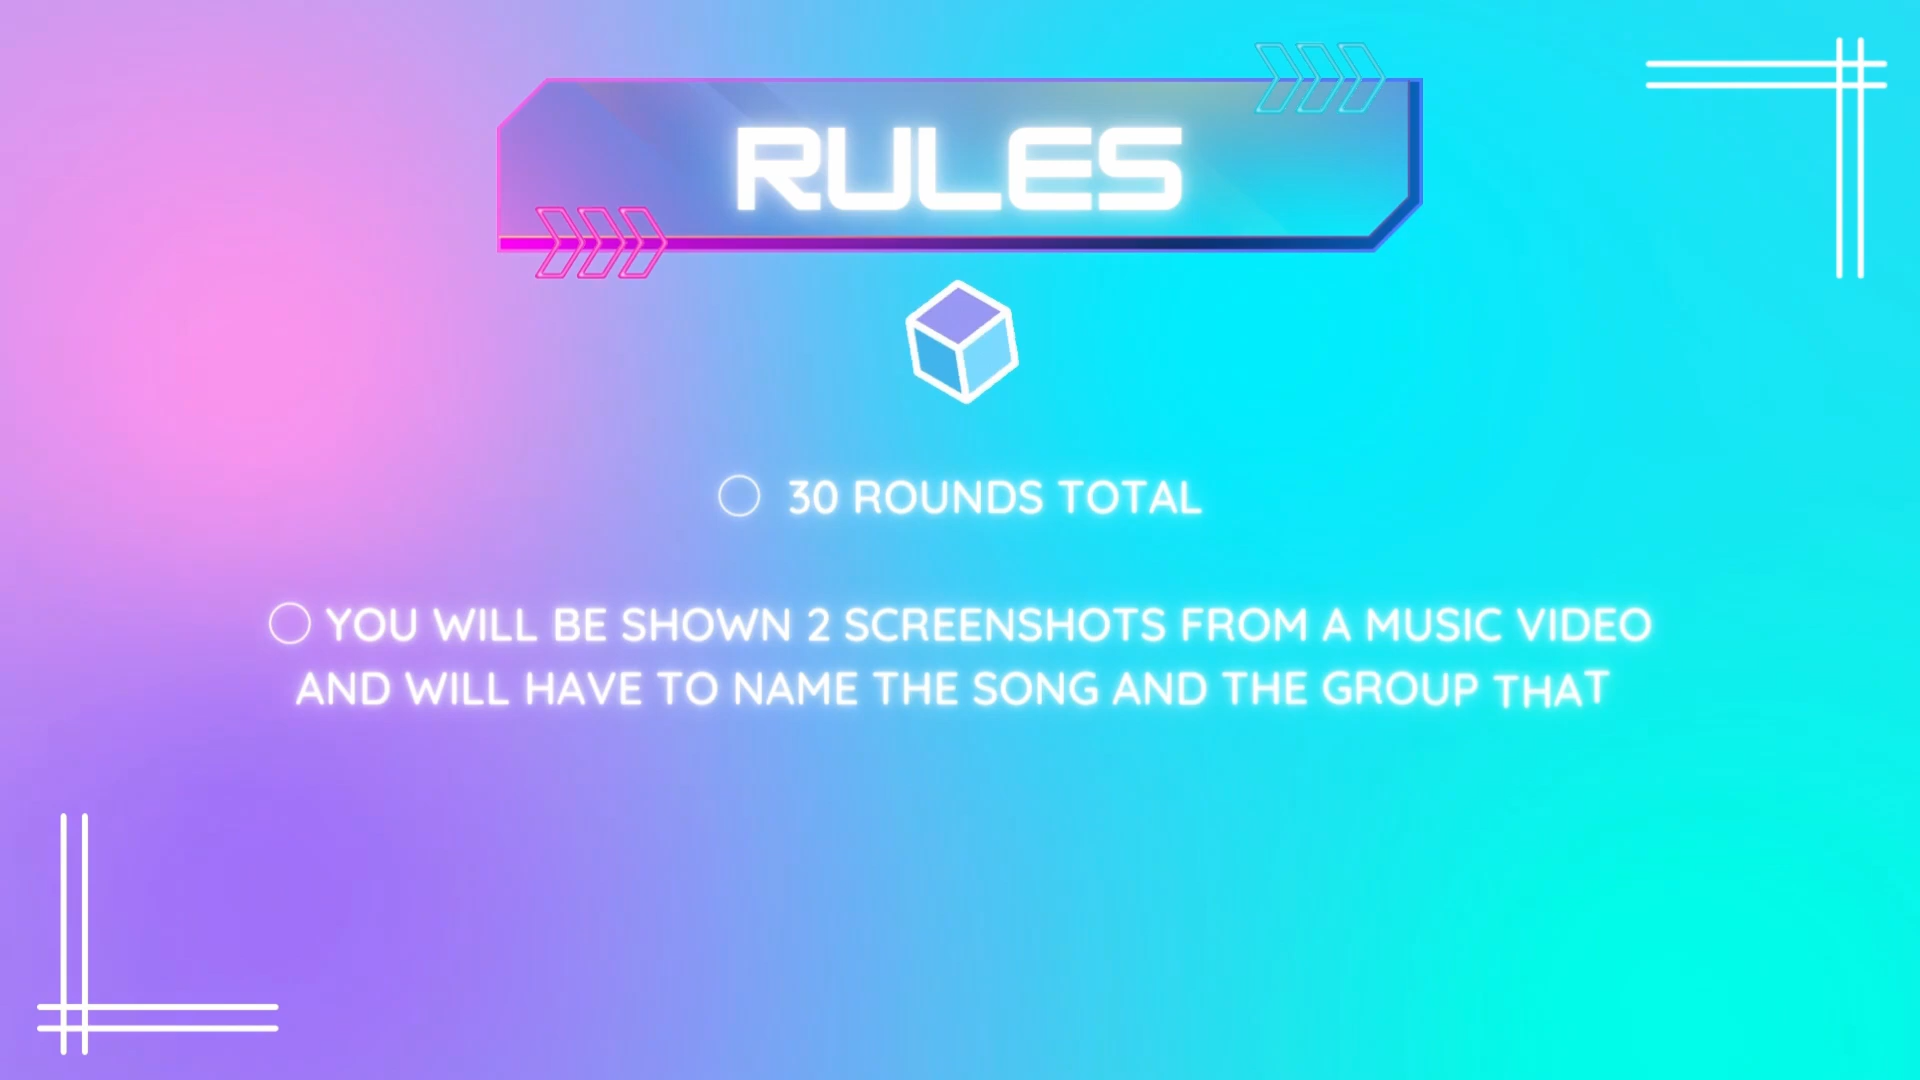 RULES
30 ROUNDS TOTAL
YOU WILL BE SHOWN 2 SCREENSHOTS FROM A MUSIC VIDEO
AND WILL HAVE TO NAME THE SONG AND THE GROUP THAT